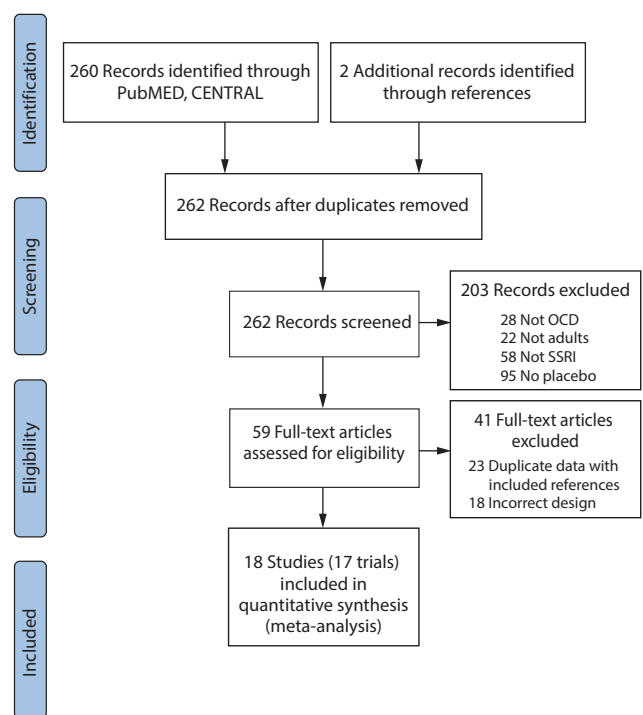 Identification
260 Records identified through
PubMED, CENTRAL
2 Additional records identified
through references
262 Records after duplicates removed
Screening
262 Records screened
203 Records excluded
28 Not OCD
22 Not adults
58 Not SSRI
95 No placebo
Eligibility
59 Full-text articles
assessed for eligibility
41 Full-text articles
excluded
23 Duplicate data with
included references
18 Incorrect design
Included
18 Studies (17 trials)
included in
quantitative synthesis
(meta-analysis)